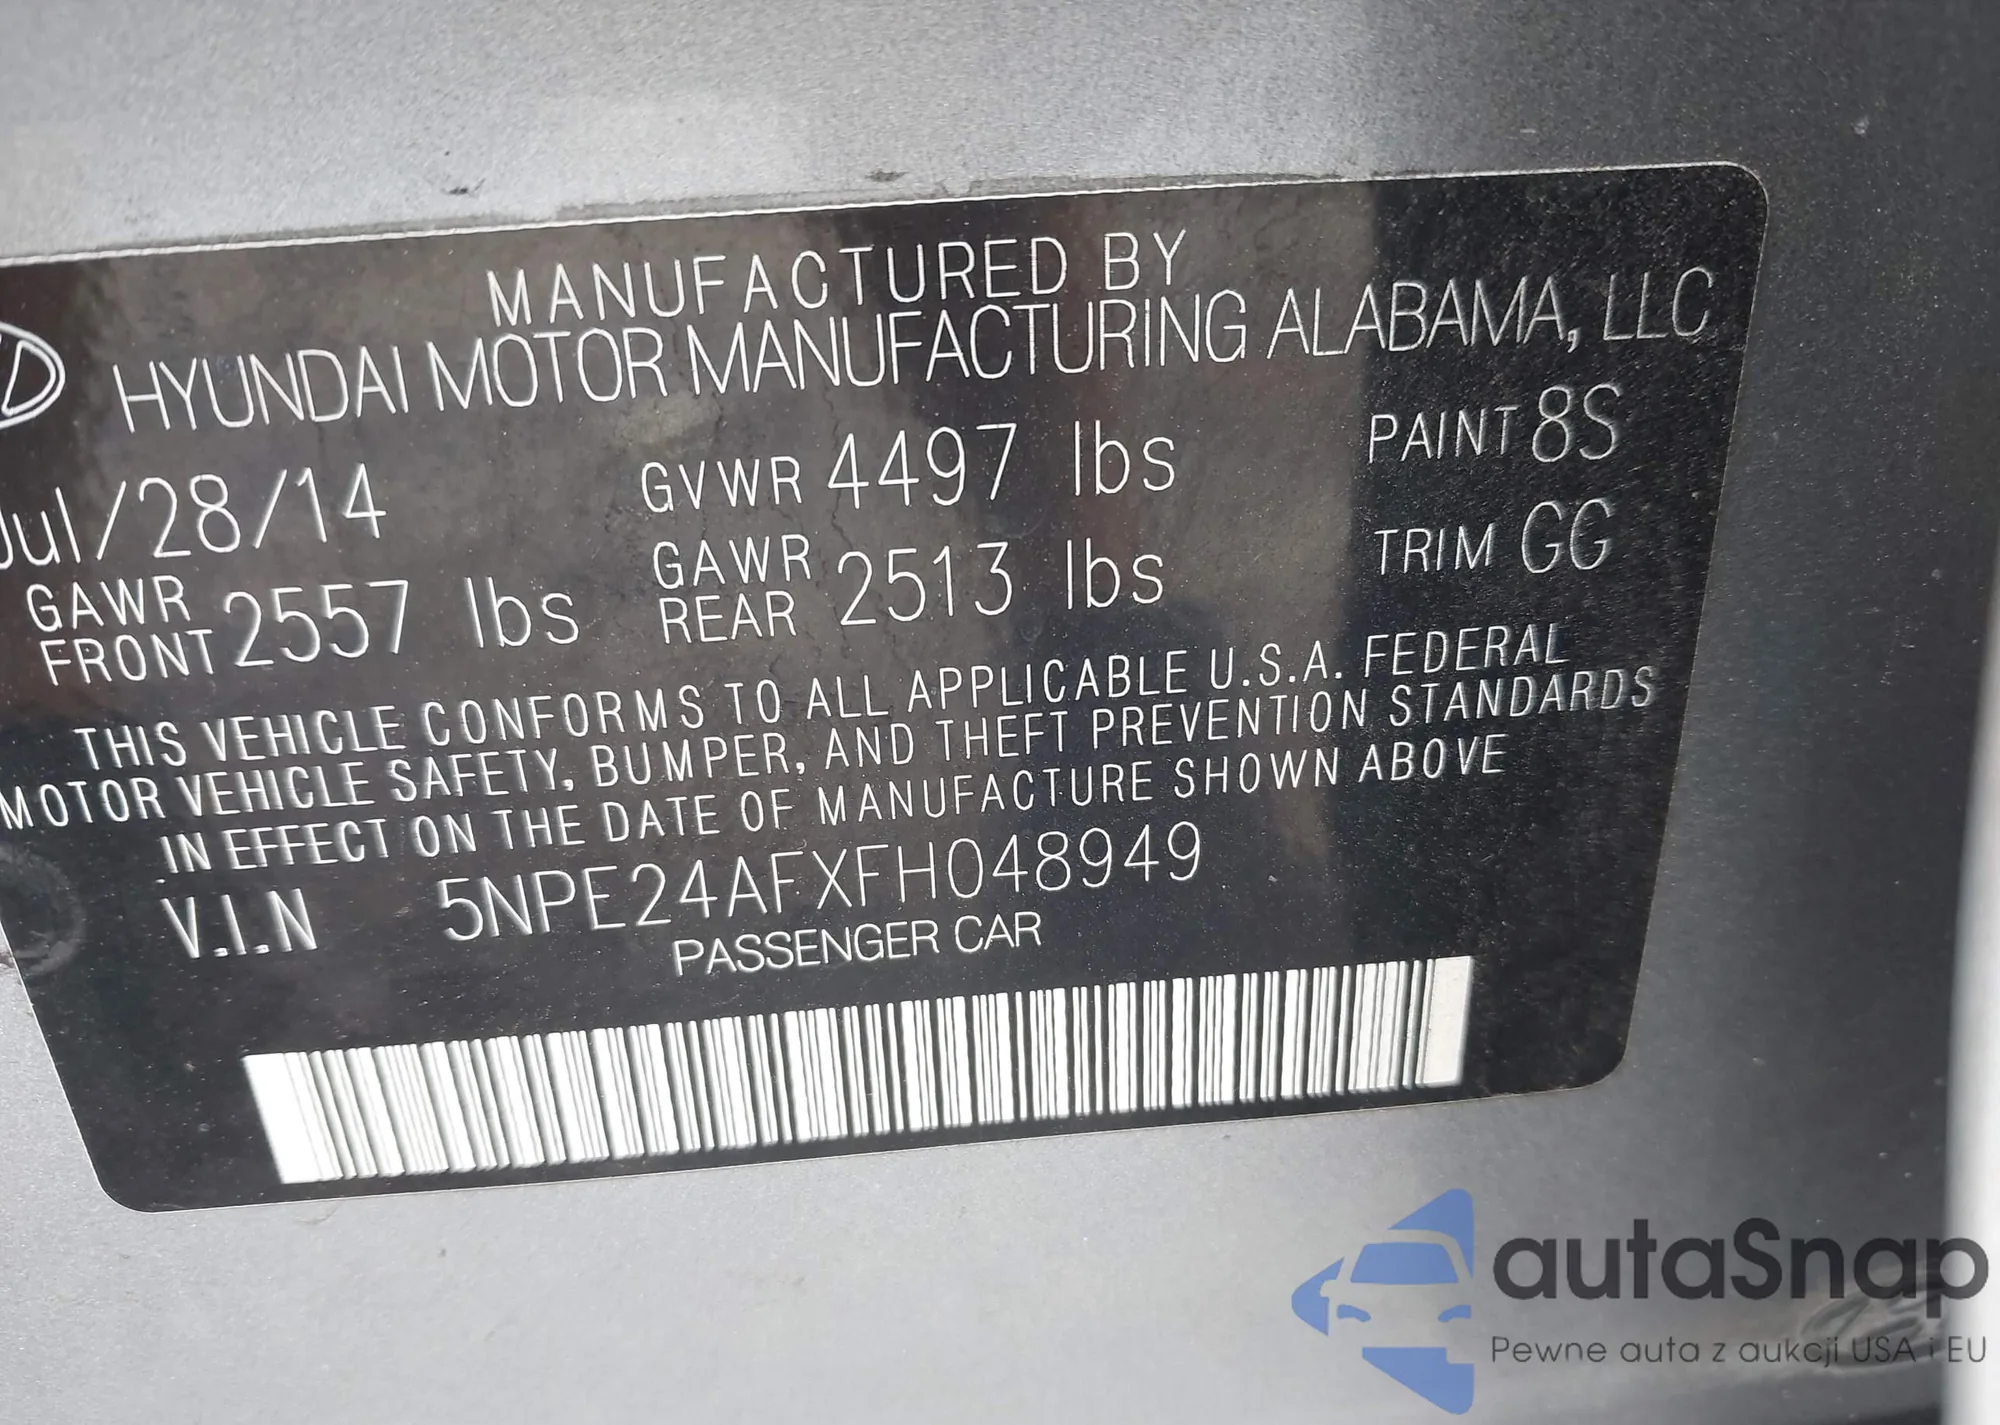 MANUFACTURED BY
HYUNDAI MOTOR MANUFACTURING ALABAMA, LLC
Jul/28/14 GVWR 4497 lbs PAINT 8S
GAWR FRONT 2557 lbs GAWR REAR 2513 lbs TRIM GG
THIS VEHICLE CONFORMS TO ALL APPLICABLE U.S.A. FEDERAL
MOTOR VEHICLE SAFETY, BUMPER, AND THEFT PREVENTION STANDARDS
IN EFFECT ON THE DATE OF MANUFACTURE SHOWN ABOVE
V.I.N 5NPE24AFXFH048949
PASSENGER CAR
autaSnap
Pewne auta z aukcji USA i EU